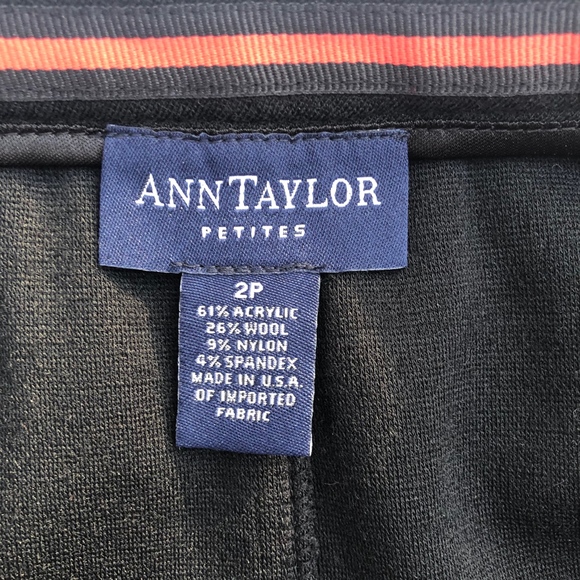 ANNTAYLOR
PETITES
2P
61% ACRYLIC
26% WOOL
9% NYLON
4% SPANDEX
MADE IN U.S.A.
OF IMPORTED
FABRIC